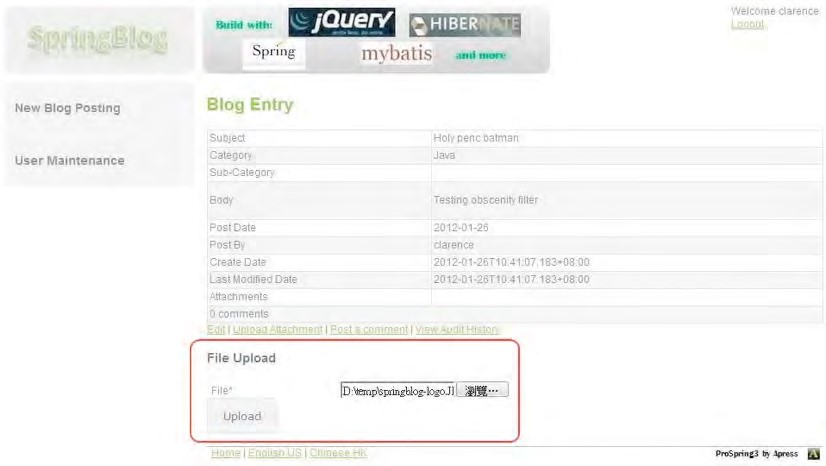 SpringBlog
Build with: jQuery HIBERNATE
Spring mybatis and more
Welcome clarence
Logout
New Blog Posting
User Maintenance
Blog Entry
Subject Holy penc batman
Category Java
Sub-Category
Body Testing obscenity filter
Post Date 2012-01-26
Post By clarence
Create Date 2012-01-26T10:41:07.183+08:00
Last Modified Date 2012-01-26T10:41:07.183+08:00
Attachments
0 comments
Edit | Upload Attachment | Post a comment | View Audit History
File Upload
File* D:\temp\springblog-logo.JI 瀏覽…
Upload
Home | English US | Chinese HK
ProSpring3 by Apress